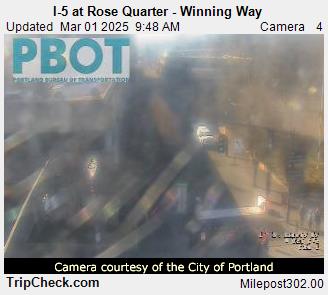 I-5 at Rose Quarter - Winning Way
Updated Mar 01 2025 9:48 AM Camera 4
PBOT
PORTLAND BUREAU OF TRANSPORTATION
Camera courtesy of the City of Portland
TripCheck.com Milepost302.00